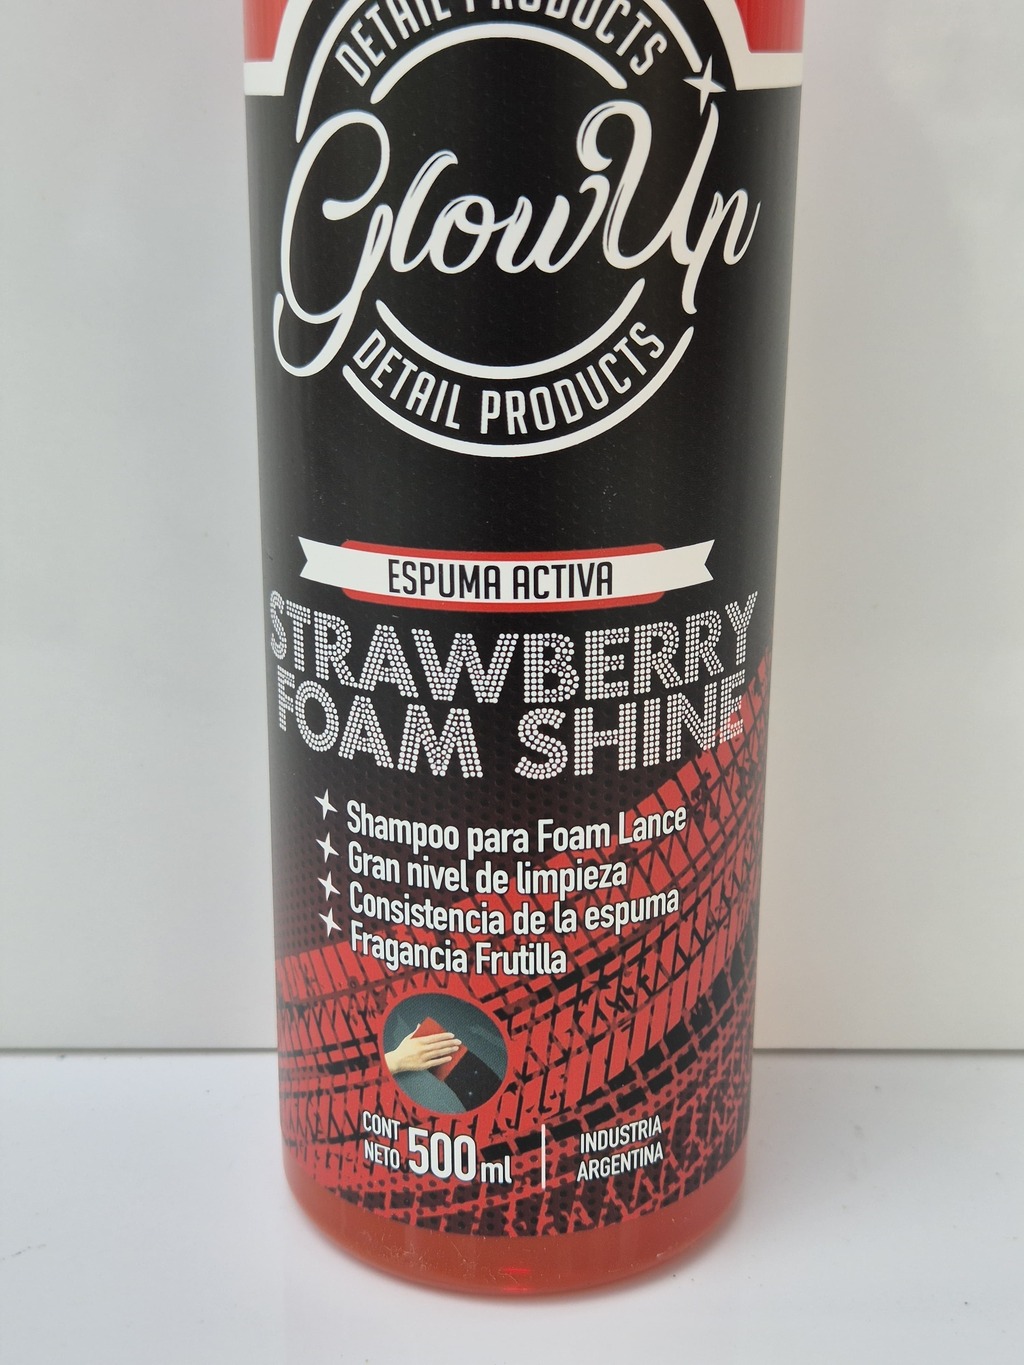 DETAIL PRODUCTS
GlowUp
DETAIL PRODUCTS
ESPUMA ACTIVA
STRAWBERRY
FOAM SHINE
Shampoo para Foam Lance
Gran nivel de limpieza
Consistencia de la espuma
Fragancia Frutilla
CONT NETO 500 ml
INDUSTRIA
ARGENTINA